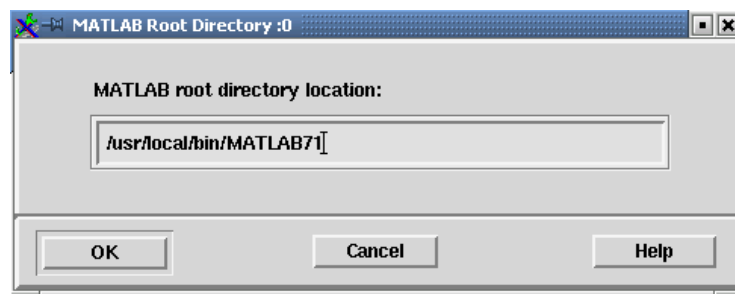 MATLAB Root Directory :0
MATLAB root directory location:
/usr/local/bin/MATLAB71
OK
Cancel
Help